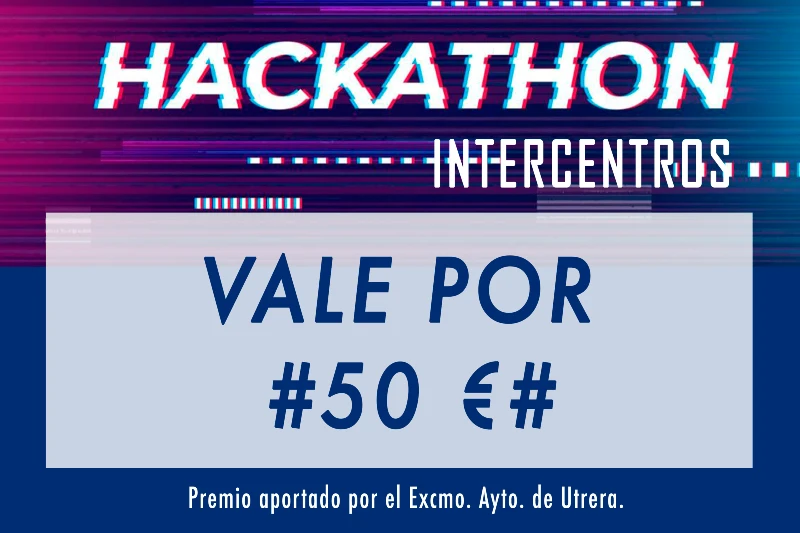 HACKATHON
INTERCENTROS
VALE POR
#50 €#
Premio aportado por el Excmo. Ayto. de Utrera.